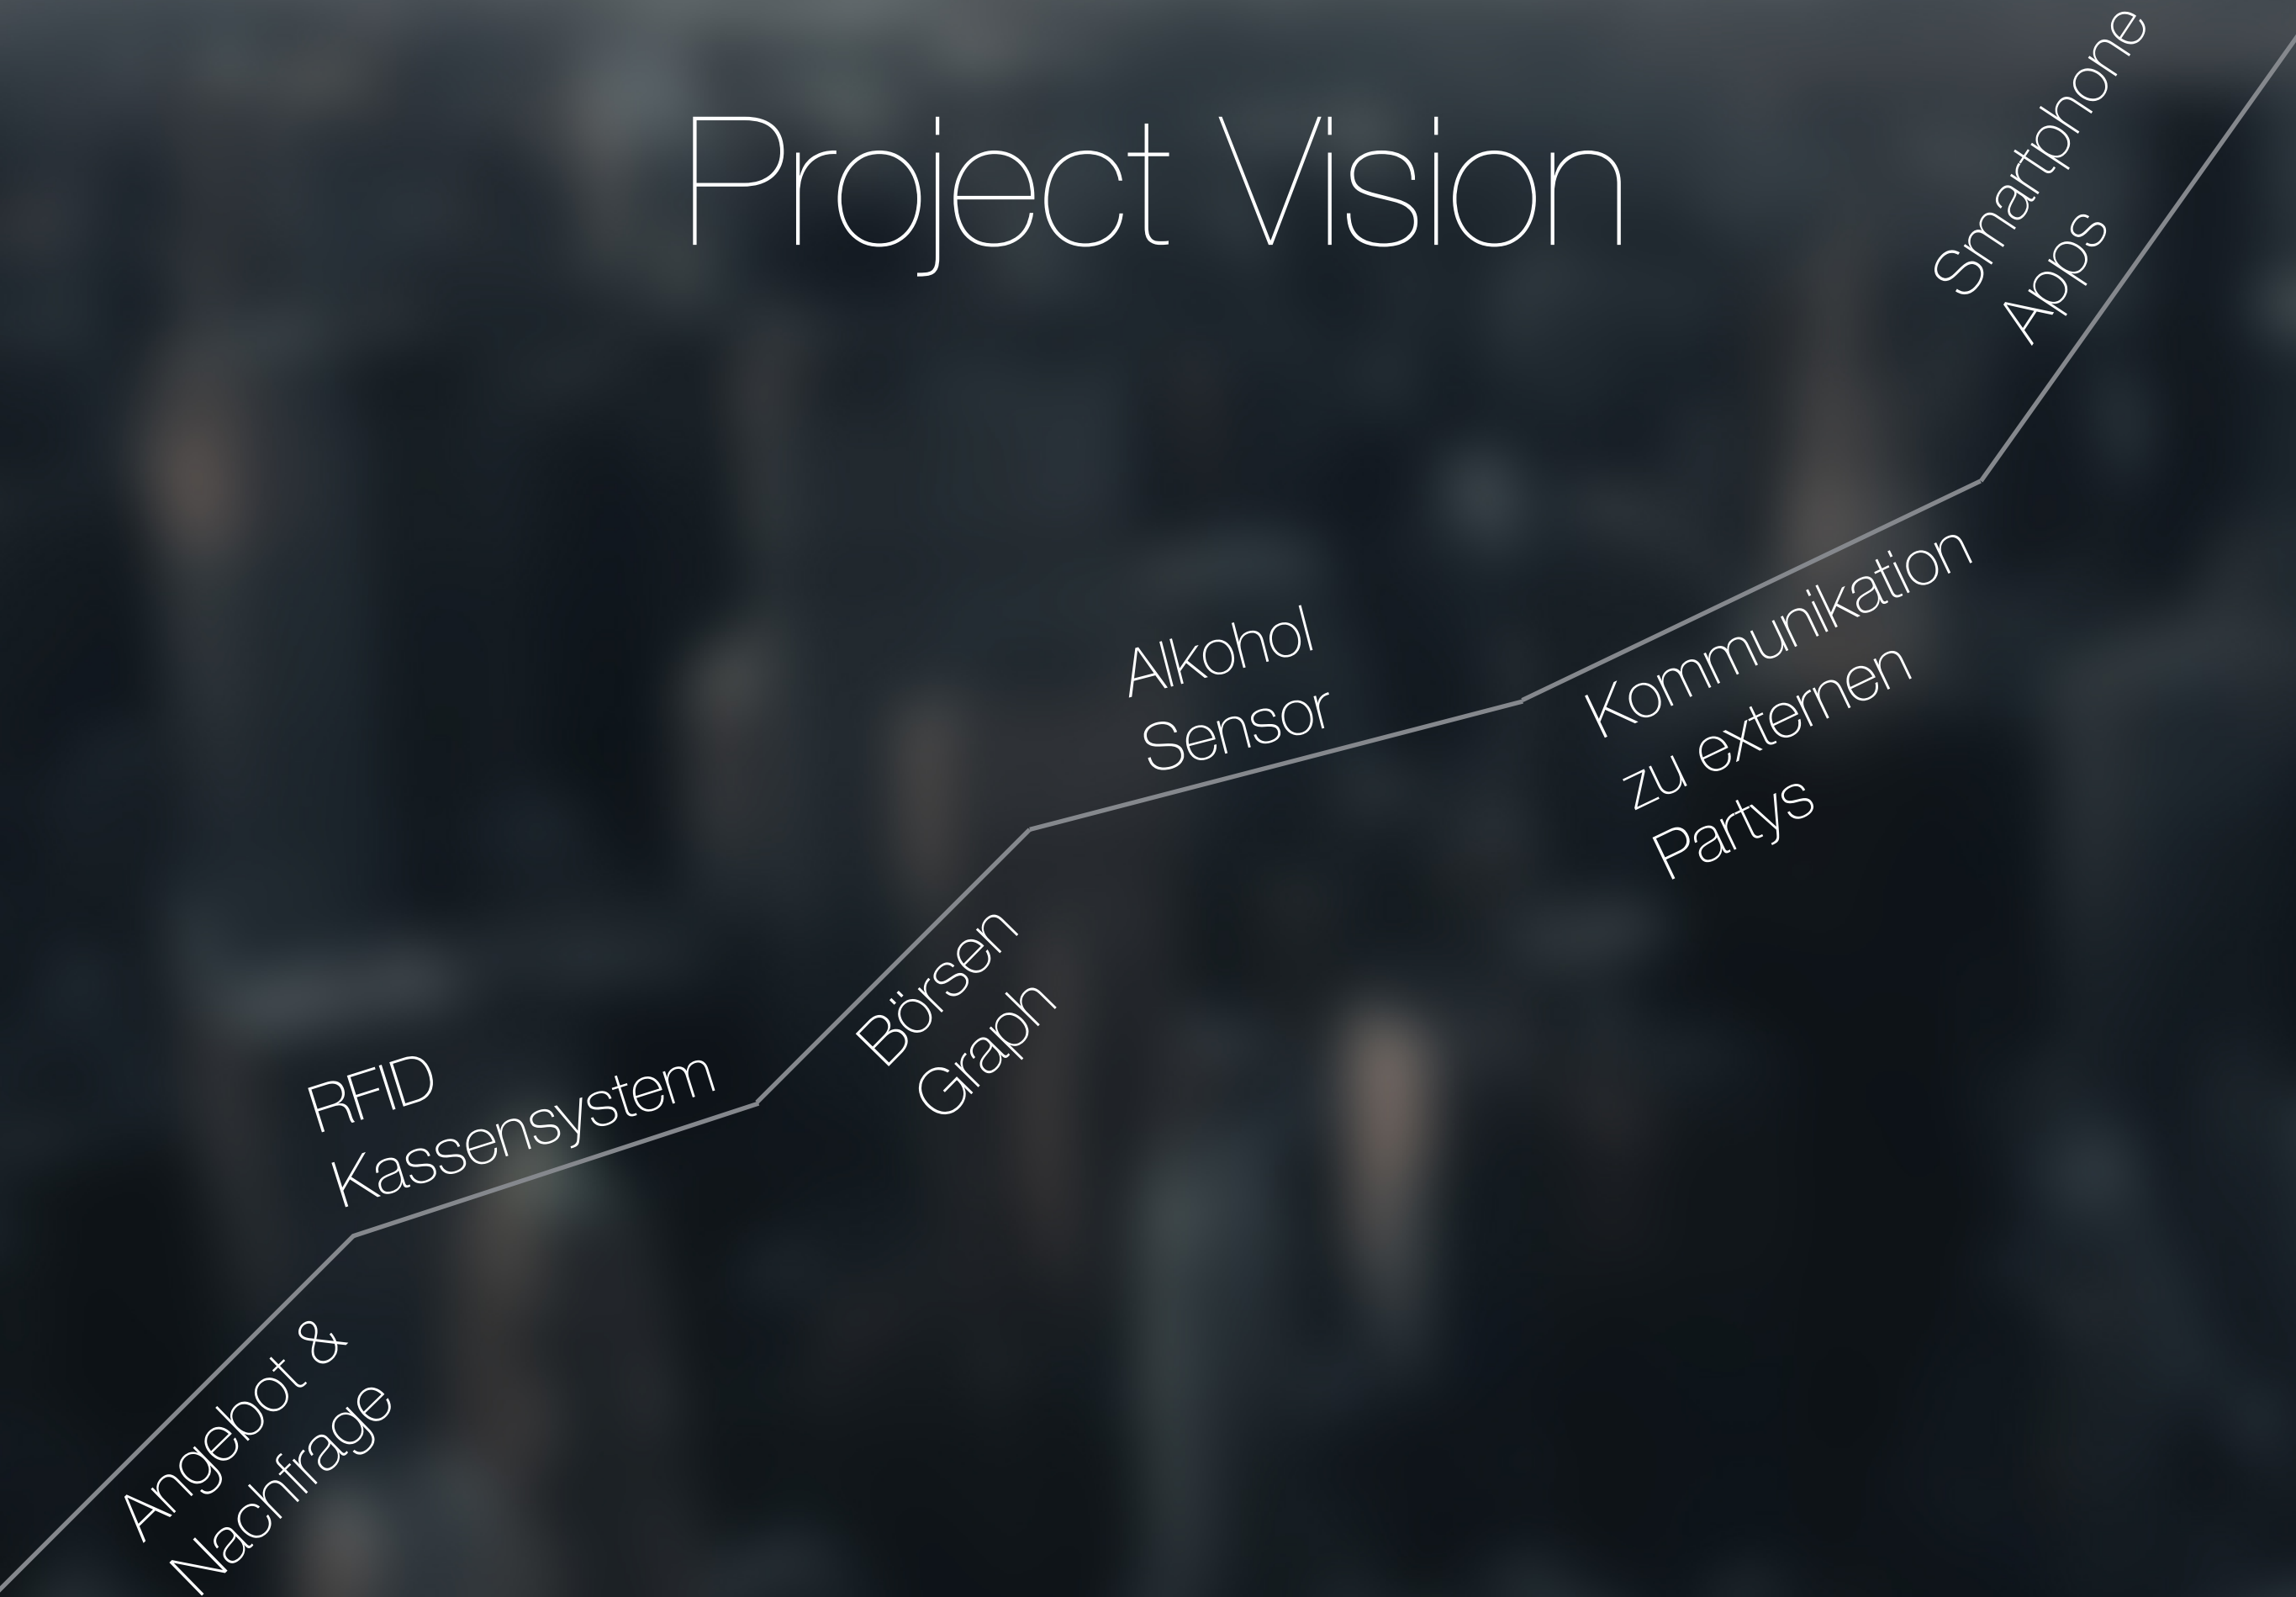 Project Vision
Angebot &
Nachfrage
RFID
Kassensystem
Börsen
Graph
Alkohol
Sensor
Kommunikation
zu externen
Partys
Smartphone
Apps